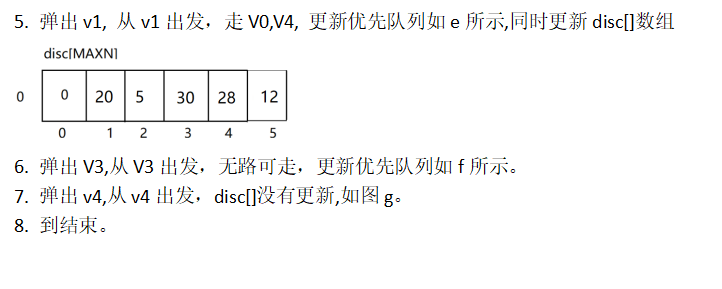 5. 弹出 v1, 从 v1 出发，走 V0,V4, 更新优先队列如 e 所示,同时更新 disc[]数组
disc[MAXN]
0 0 20 5 30 28 12
0 1 2 3 4 5
6. 弹出 V3,从 V3 出发，无路可走，更新优先队列如 f 所示。
7. 弹出 v4,从 v4 出发，disc[]没有更新,如图 g。
8. 到结束。